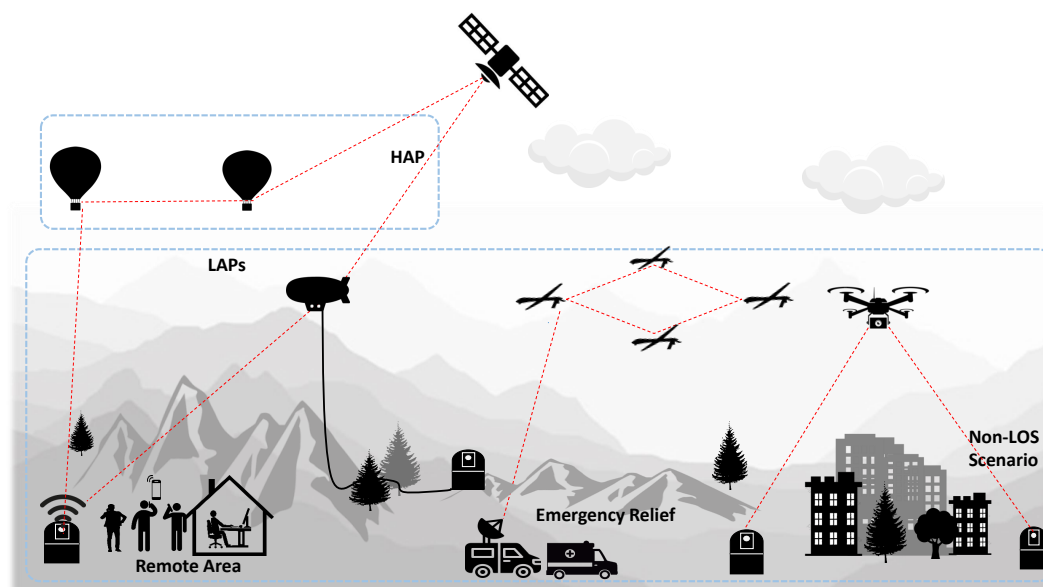 HAP
LAPs
Non-LOS
Scenario
Emergency Relief
Remote Area